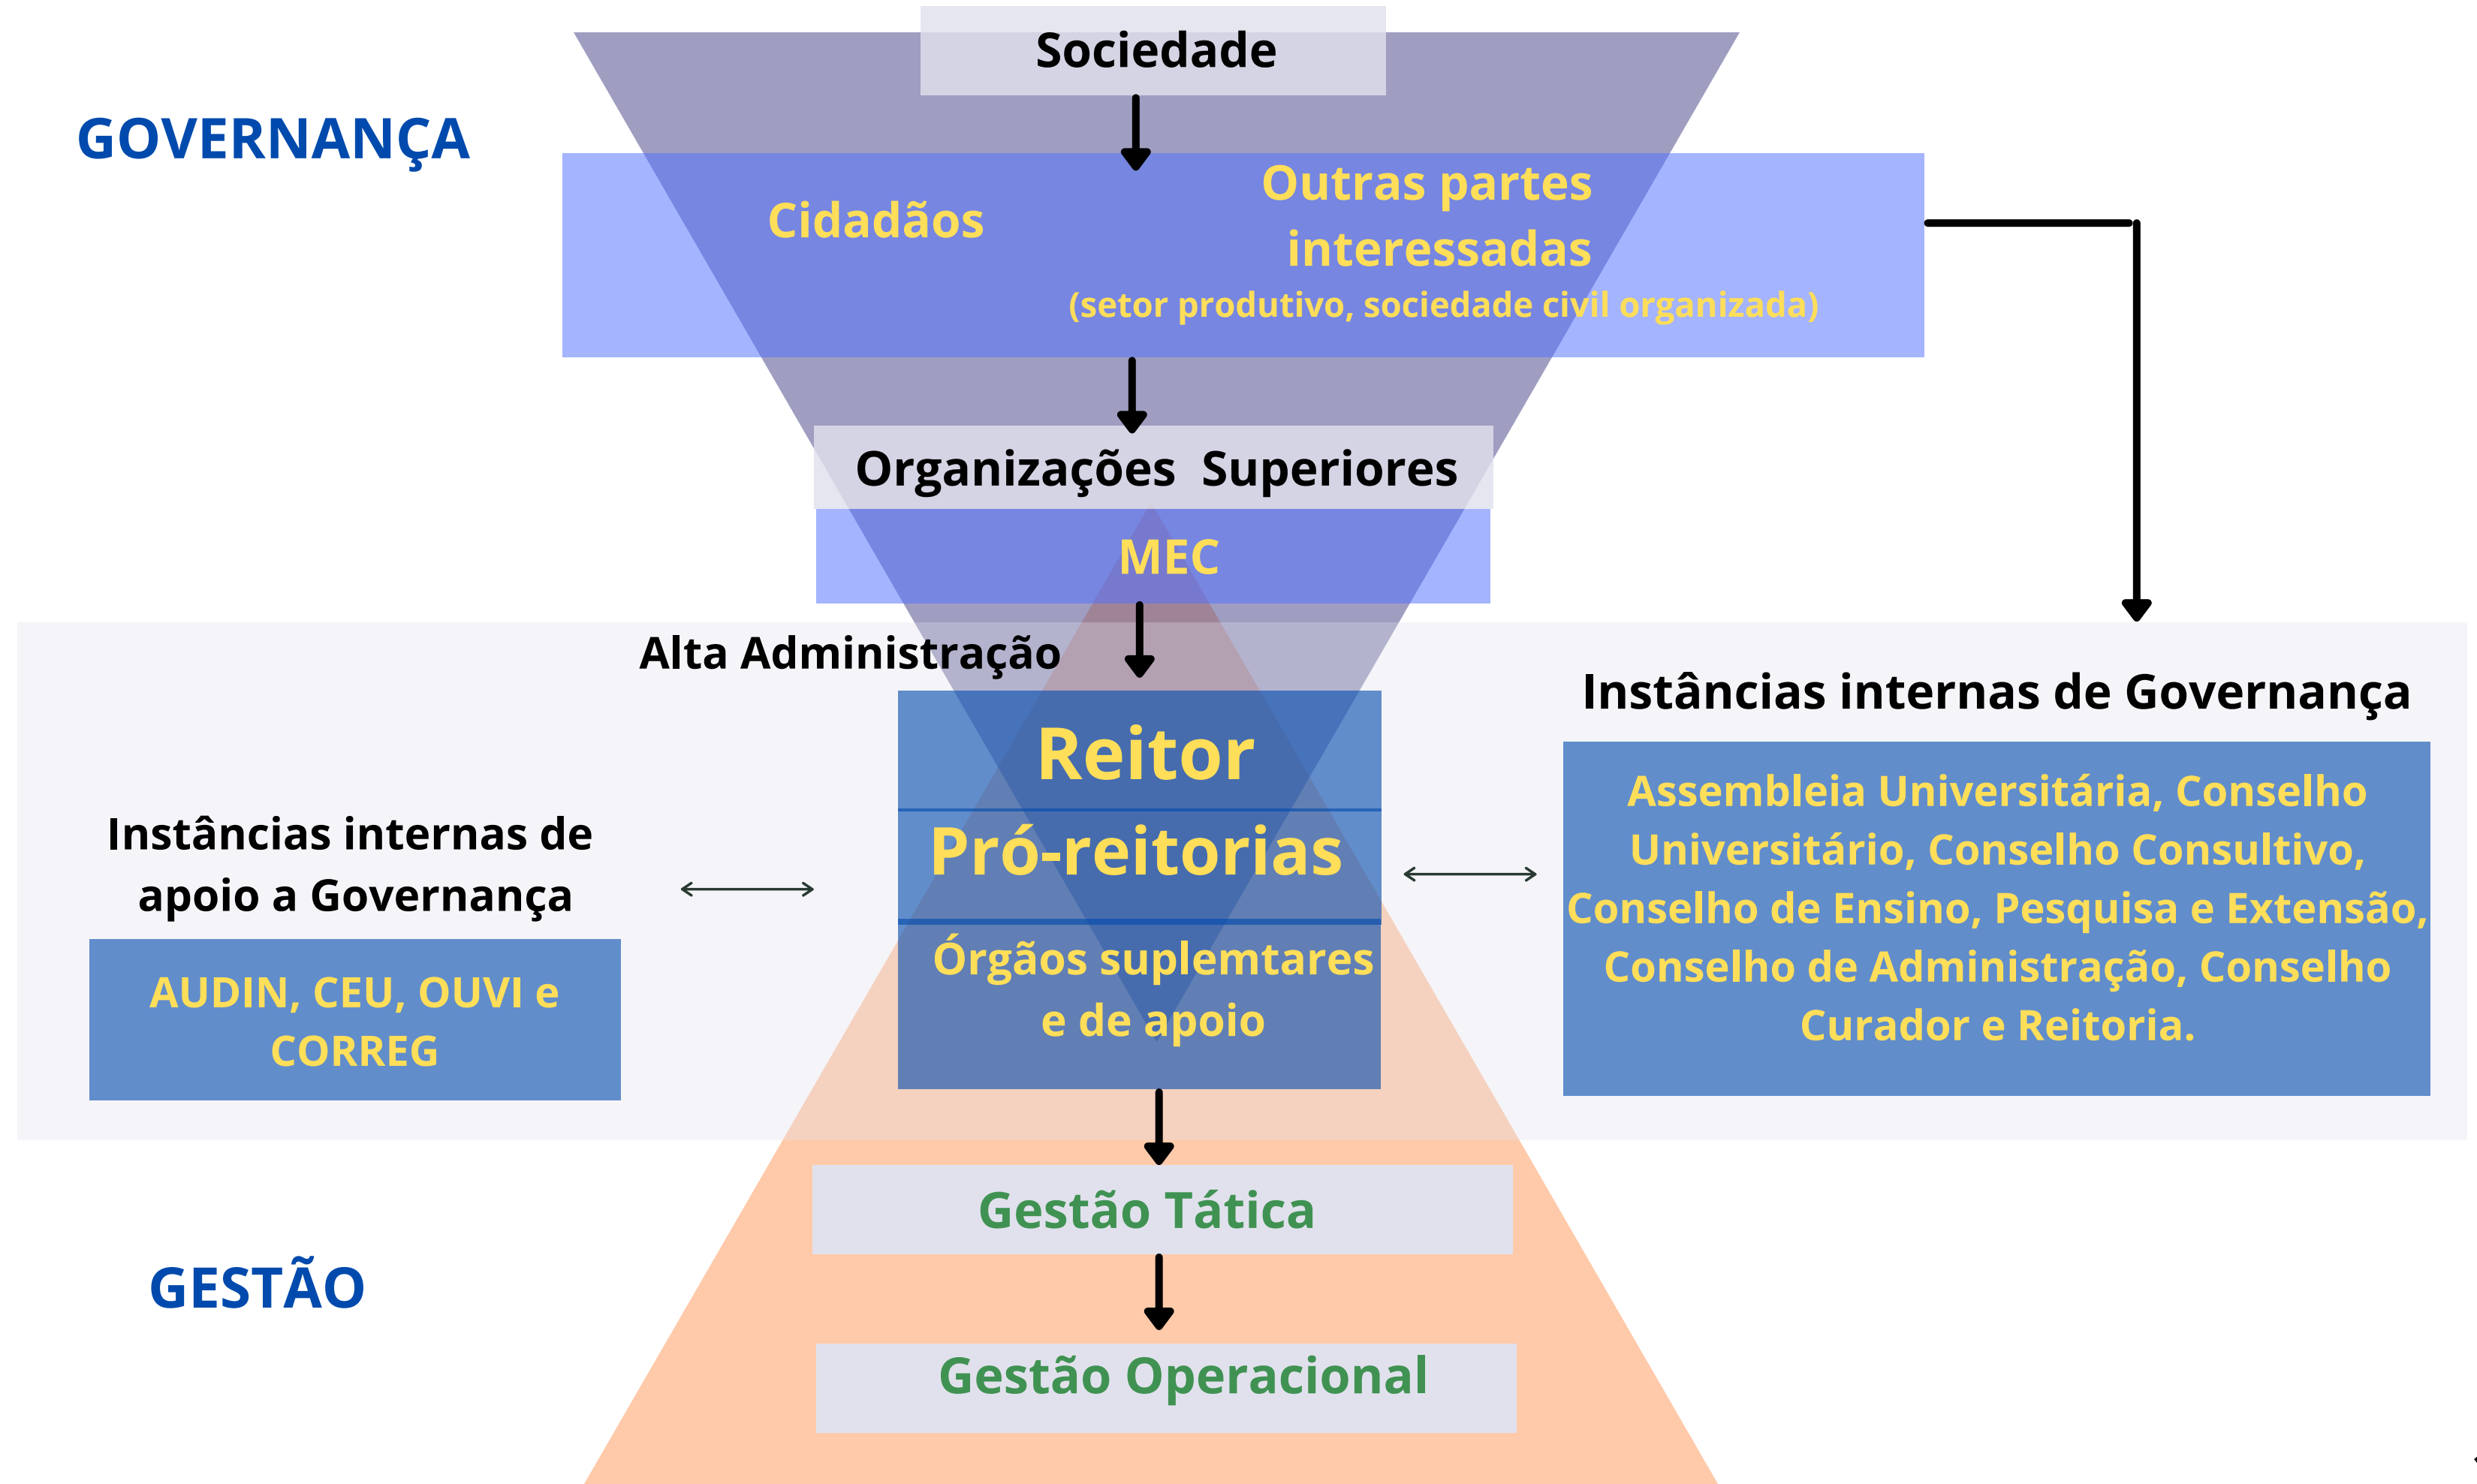 Sociedade
GOVERNANÇA
Cidadãos
Outras partes
interessadas
(setor produtivo, sociedade civil organizada)
Organizações Superiores
MEC
Alta Administração
Reitor
Pró-reitorias
Órgãos suplemtares
e de apoio
Instâncias internas de
apoio a Governança
AUDIN, CEU, OUVI e
CORREG
Instâncias internas de Governança
Assembleia Universitária, Conselho
Universitário, Conselho Consultivo,
Conselho de Ensino, Pesquisa e Extensão,
Conselho de Administração, Conselho
Curador e Reitoria.
Gestão Tática
GESTÃO
Gestão Operacional